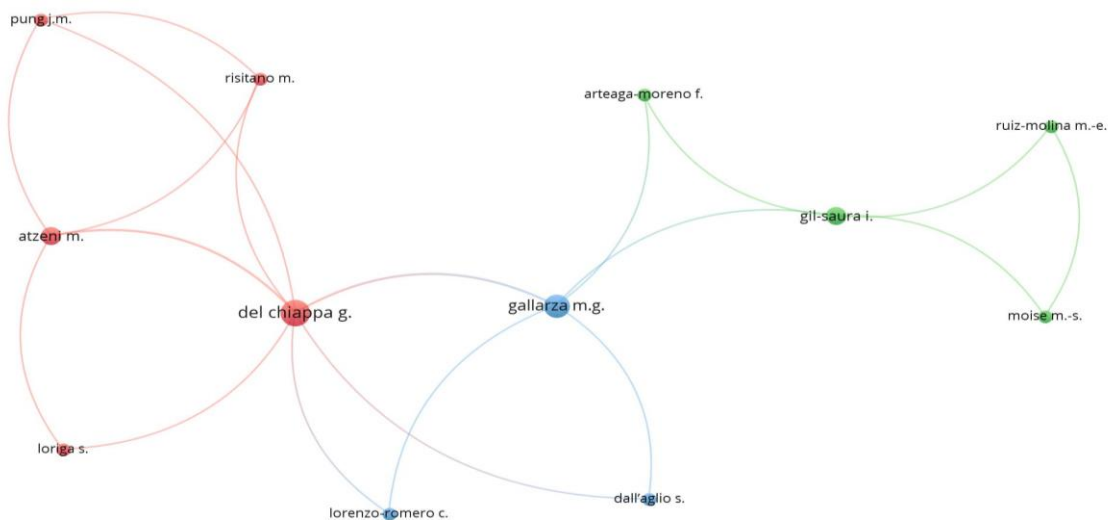 pung j.m.
risitano m.
arteaga-moreno f.
ruiz-molina m.-e.
gil-saura i.
atzeni m.
del chiappa g.
gallarza m.g.
moise m.-s.
loriga s.
dall'aglio s.
lorenzo-romero c.